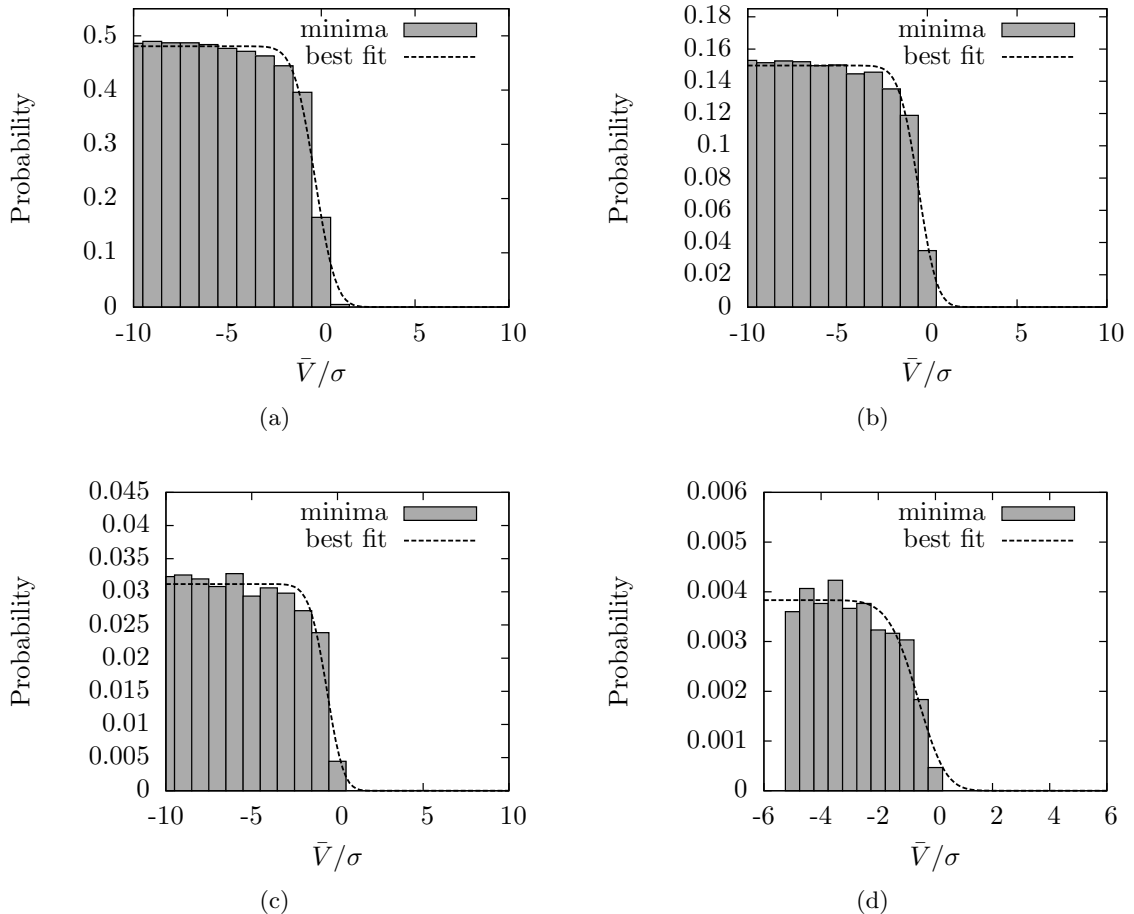 0.5
0.4
0.3
0.2
0.1
0
-10
-5
0
5
10
Probability
V̄/σ
minima
best fit
(a)
0.18
0.16
0.14
0.12
0.1
0.08
0.06
0.04
0.02
0
-10
-5
0
5
10
Probability
V̄/σ
minima
best fit
(b)
0.045
0.04
0.035
0.03
0.025
0.02
0.015
0.01
0.005
0
-10
-5
0
5
10
Probability
V̄/σ
minima
best fit
(c)
0.006
0.005
0.004
0.003
0.002
0.001
0
-6
-4
-2
0
2
4
6
Probability
V̄/σ
minima
best fit
(d)